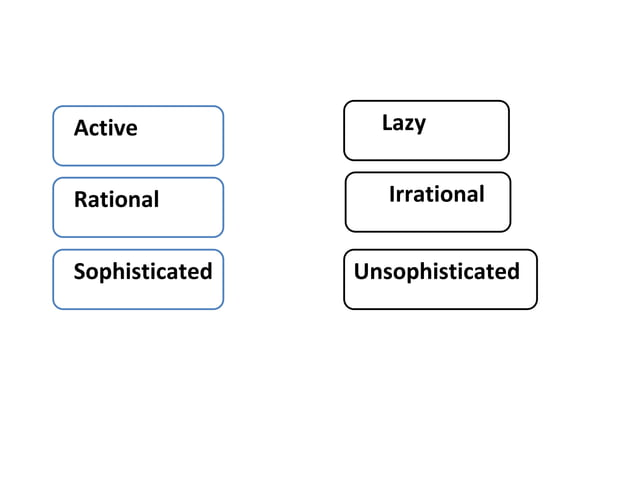 Active
Lazy
Rational
Irrational
Sophisticated
Unsophisticated